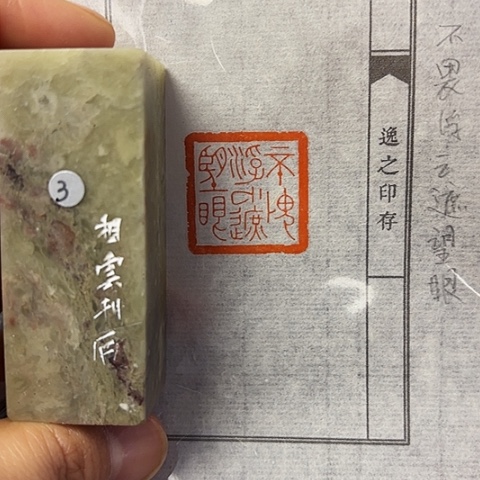 不畏浮云遮望眼
逸之印存
不畏
浮云遮
望眼
3
相雲刊石